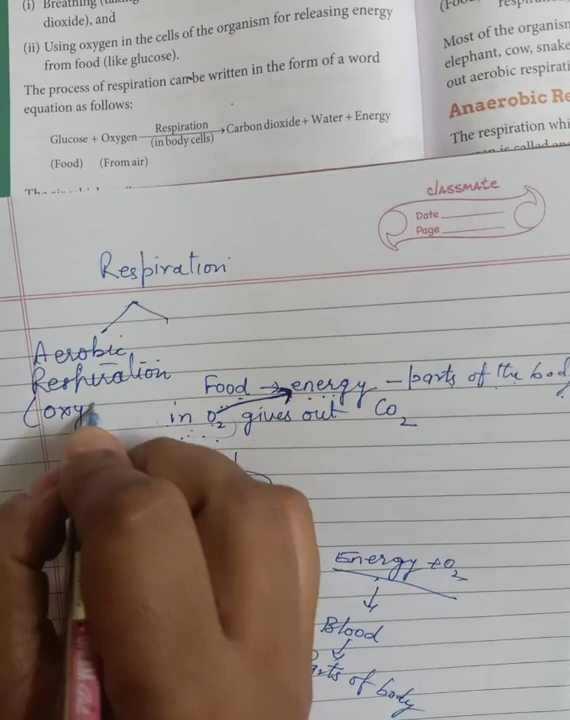 (i) Breathing
dioxide), and
(ii) Using oxygen in the cells of the organism for releasing energy
from food (like glucose).
The process of respiration can be written in the form of a word
equation as follows:
Glucose + Oxygen Respiration (in body cells) → Carbon dioxide + Water + Energy
(Food) (From air)
Most of the organism
elephant, cow, snake
out aerobic respirati
Anaerobic Re
The respiration whi
classmate
Date
Page
Respiration
Aerobic
Respiration
(oxy
Food → energy – parts of the bod
in O2 gives out Co2
Energy + O2
↓
Blood
↓
of body